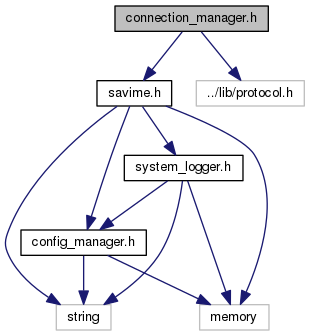 connection_manager.h
savime.h
../lib/protocol.h
system_logger.h
config_manager.h
string
memory